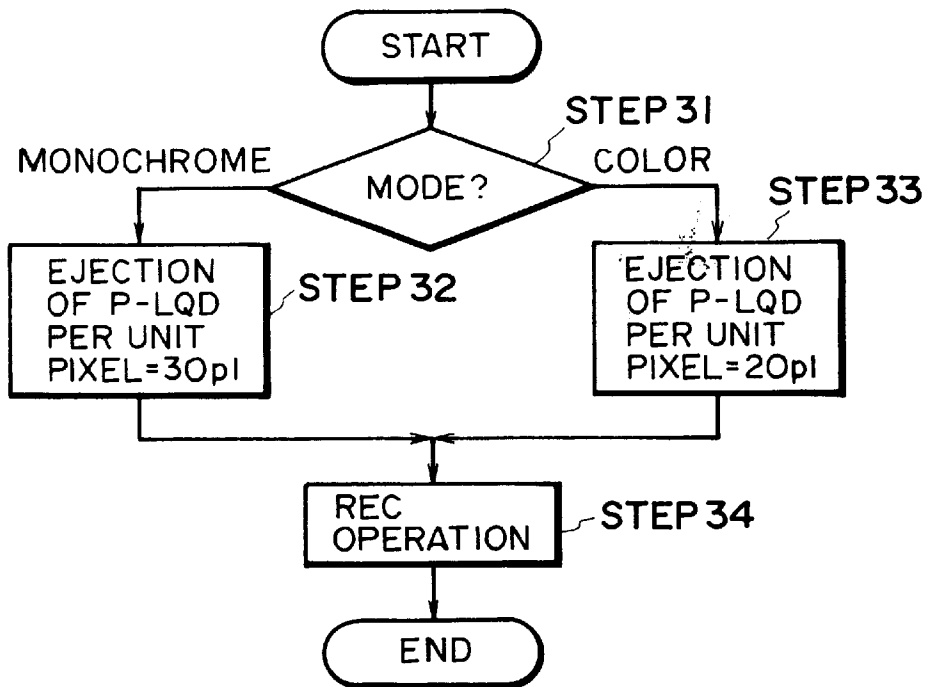 START
STEP 31
MONOCHROME
MODE?
COLOR
STEP 33
EJECTION
OF P-LQD
PER UNIT
PIXEL=30pl
STEP 32
EJECTION
OF P-LQD
PER UNIT
PIXEL=20pl
REC
OPERATION
STEP 34
END